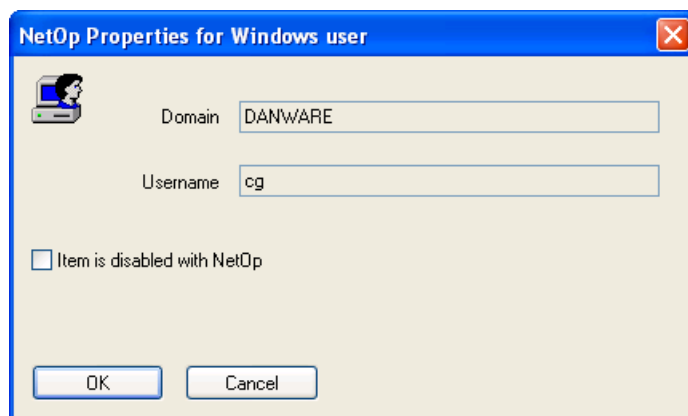 NetOp Properties for Windows user
Domain DANWARE
Username cg
Item is disabled with NetOp
OK Cancel